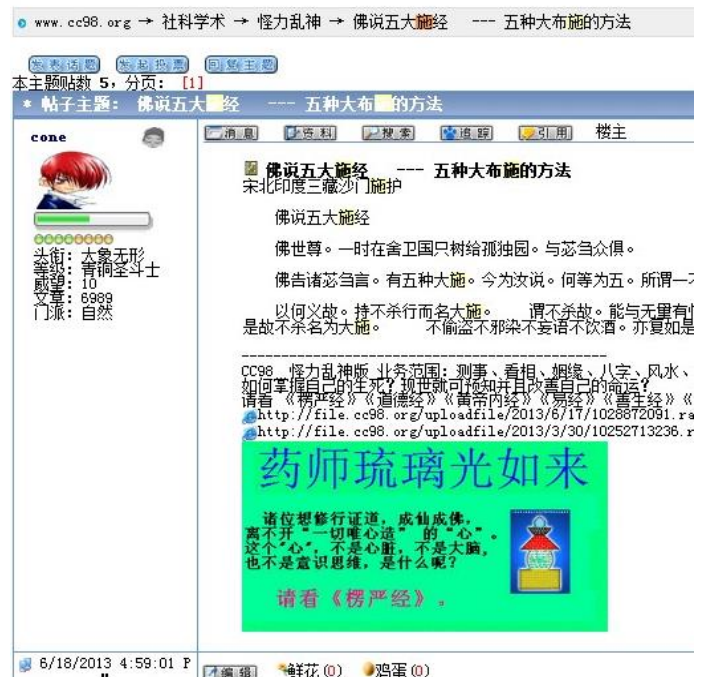 www.cc98.org → 社科学术 → 怪力乱神 → 佛说五大施经 --- 五种大布施的方法
发表话题 发起投票 回复主题
本主题贴数 5，分页： [1]
* 帖子主题： 佛说五大施经 --- 五种大布施的方法
cone
消息 资料 搜索 追踪 引用 楼主
头衔：大象无形
等级：青铜圣斗士
威望：10
文章：6989
门派：自然
佛说五大施经 --- 五种大布施的方法
宋北印度三藏沙门施护
佛说五大施经
佛世尊。一时在舍卫国只树给孤独园。与苾刍众俱。
佛告诸苾刍言。有五种大施。今为汝说。何等为五。所谓一不
以何义故。持不杀行而名大施。 谓不杀故。能与无量有
是故不杀名为大施。 不偷盗不邪染不妄语不饮酒。亦复如是
--------------------------------------------
CC98 怪力乱神版 业务范围：测事、看相、姻缘、八字、风水、
如何掌握自己的生死？现世就可预知并且改善自己的命运？
请看 《楞严经》《道德经》《黄帝内经》《易经》《善生经》《
http://file.cc98.org/uploadfile/2013/6/17/1028872091.ra
http://file.cc98.org/uploadfile/2013/3/30/10252713236.r
药师琉璃光如来
诸位想修行证道，成仙成佛，
离不开“一切唯心造” 的“心”。
这个“心”，不是心脏，不是大脑，
也不是意识思维，是什么呢？
请看《楞严经》。
6/18/2013 4:59:01 P
编辑 鲜花(0) 鸡蛋(0)